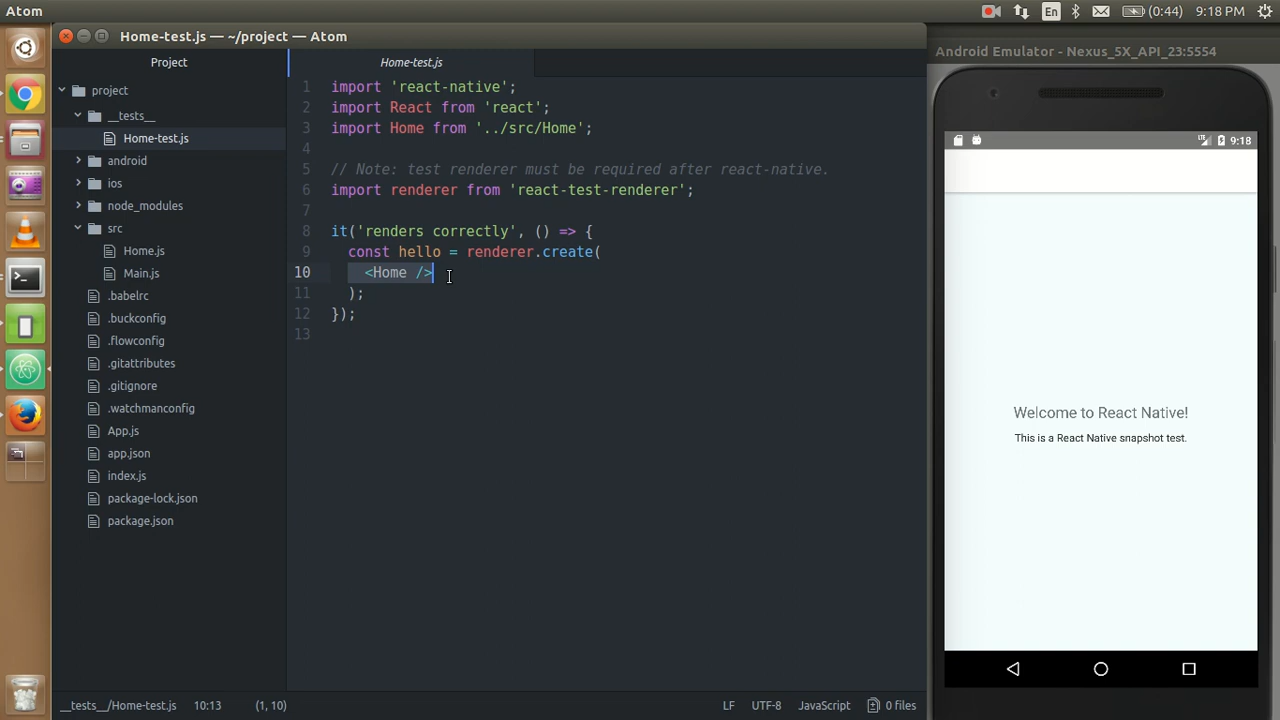 Atom
En
(0:44)
9:18 PM
Home-test.js — ~/project — Atom
Project
project
__tests__
Home-test.js
android
ios
node_modules
src
Home.js
Main.js
.babelrc
.buckconfig
.flowconfig
.gitattributes
.gitignore
.watchmanconfig
App.js
app.json
index.js
package-lock.json
package.json
Home-test.js
1 import 'react-native';
2 import React from 'react';
3 import Home from '../src/Home';
4
5 // Note: test renderer must be required after react-native.
6 import renderer from 'react-test-renderer';
7
8 it('renders correctly', () => {
9 const hello = renderer.create(
10 <Home />
11 );
12 });
13
__tests__/Home-test.js 10:13 (1, 10)
LF UTF-8 JavaScript 0 files
Android Emulator - Nexus_5X_API_23:5554
9:18
Welcome to React Native!
This is a React Native snapshot test.